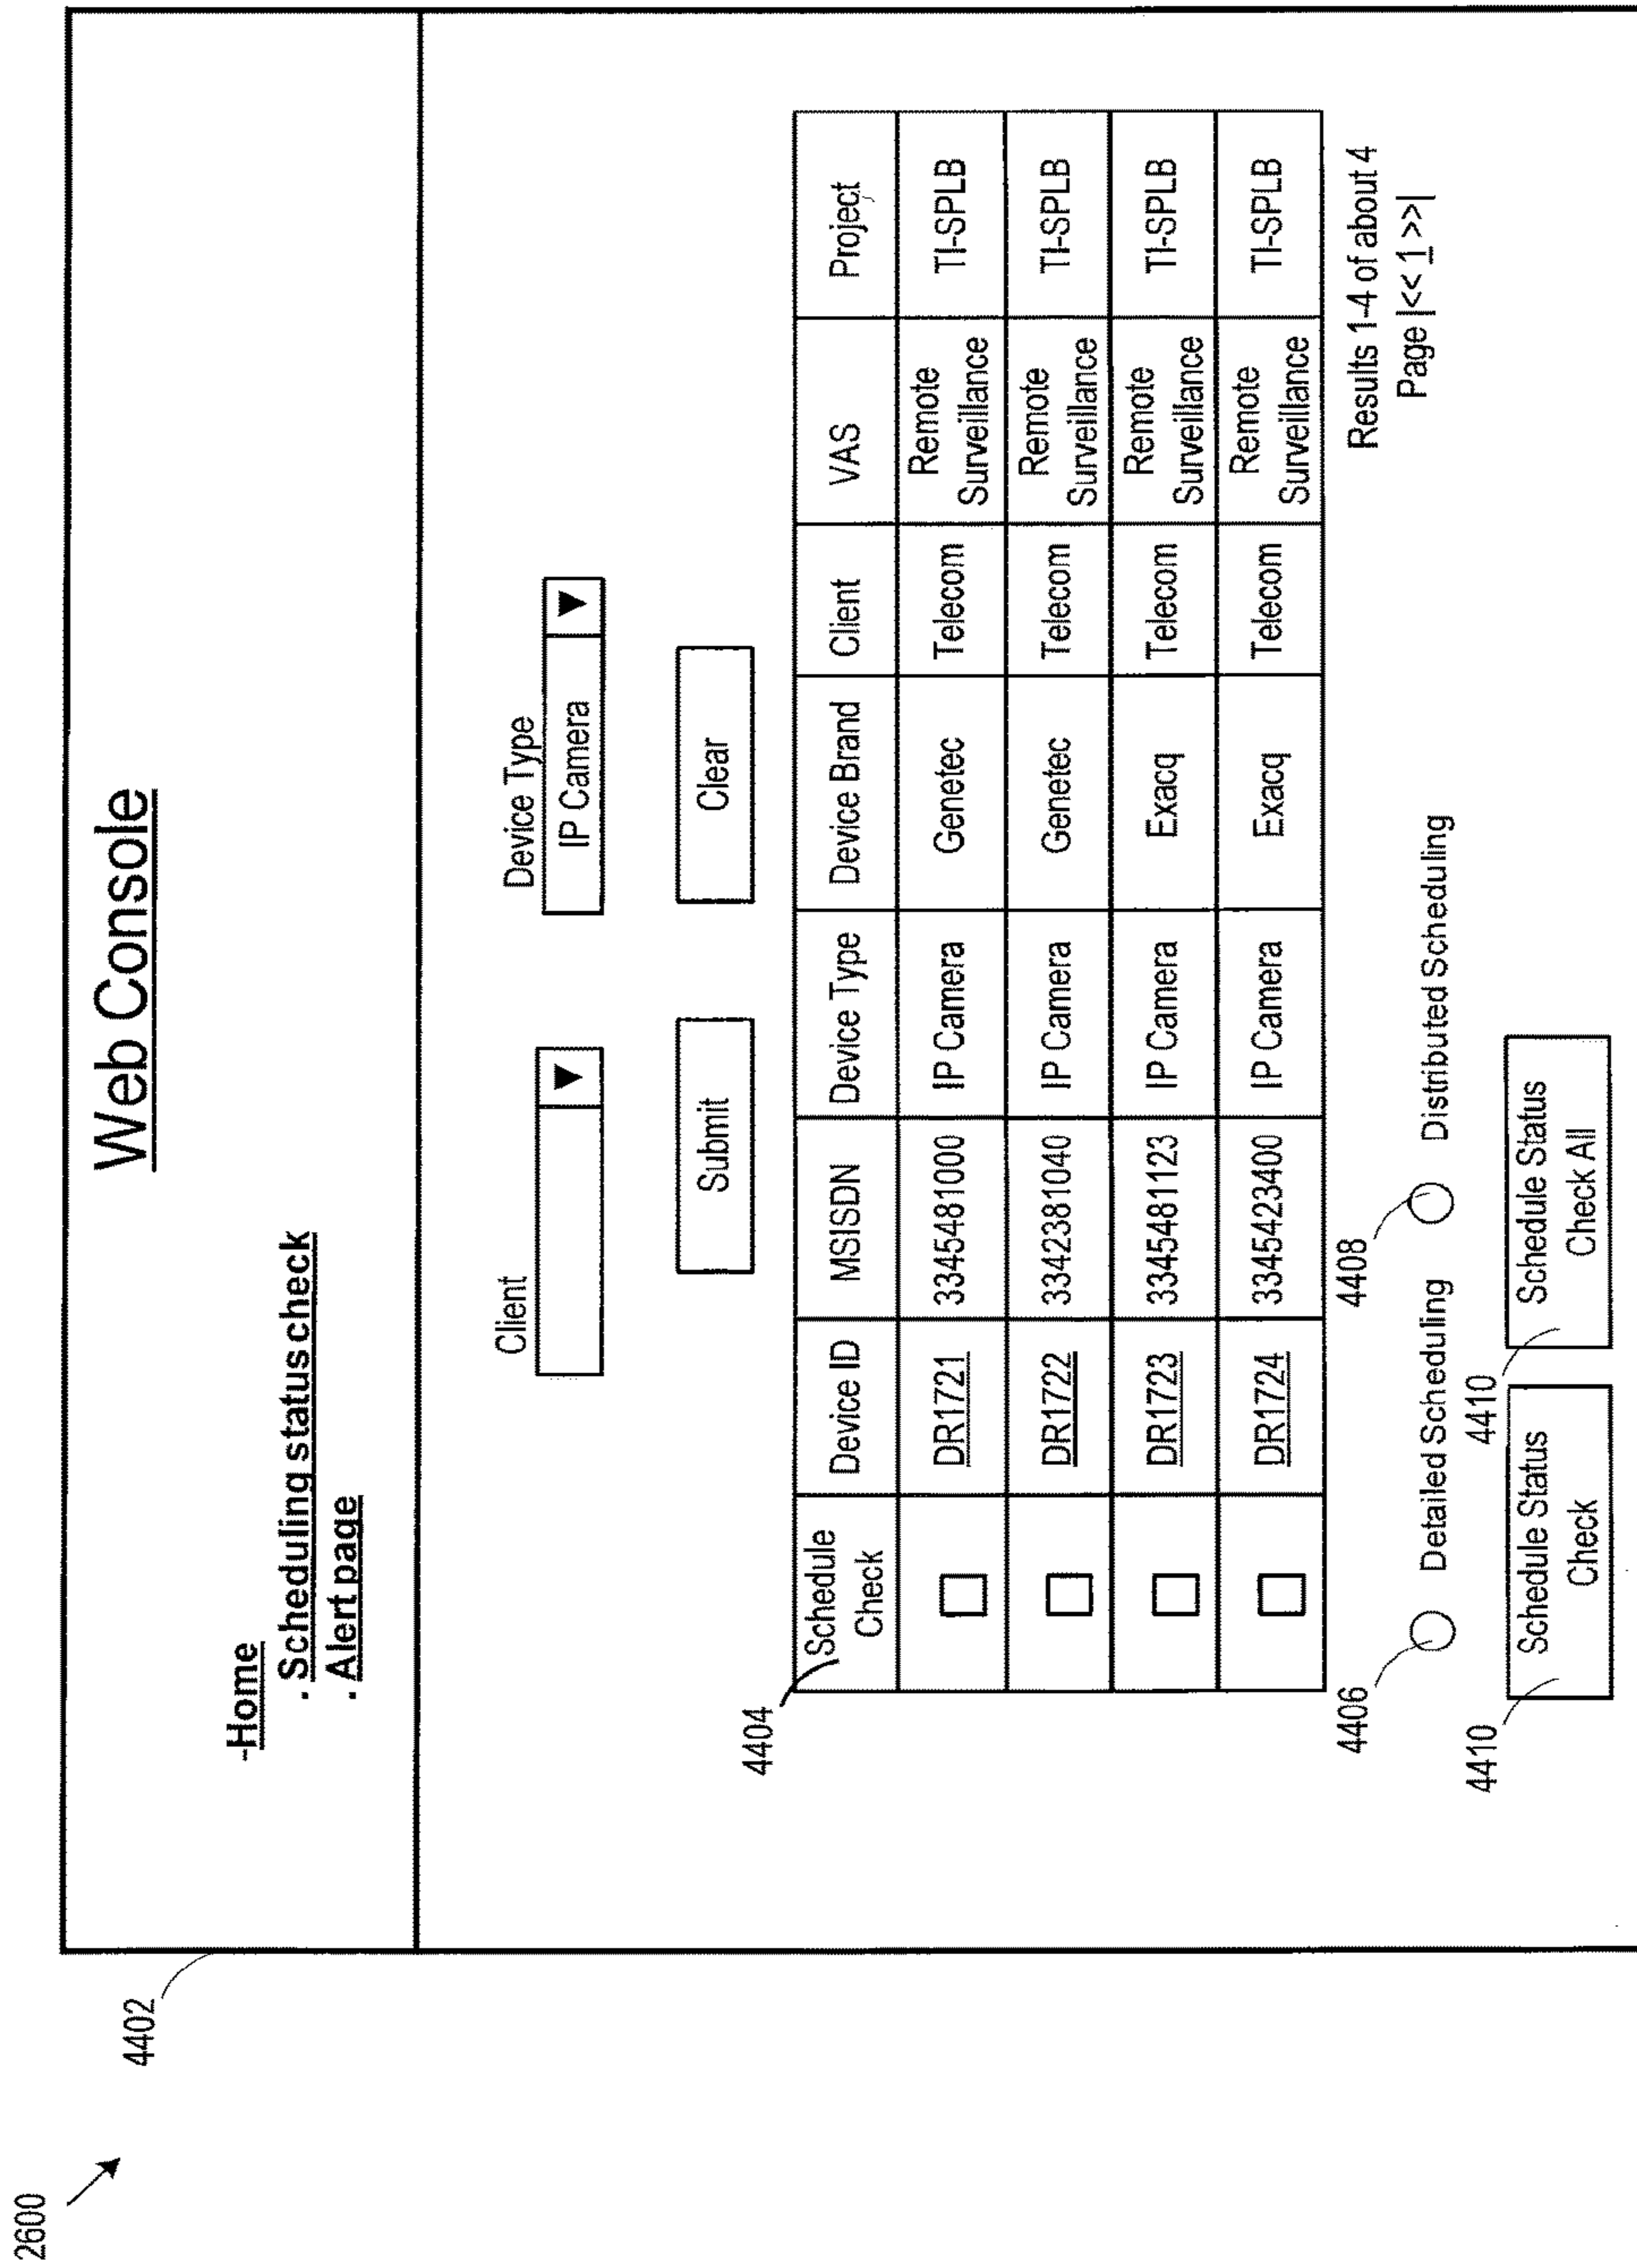 2600
4402
Web Console
-Home
. Scheduling status check
. Alert page
Client
Device Type
IP Camera
Submit
Clear
4404
Schedule Check
Device ID
MSISDN
Device Type
Device Brand
Client
VAS
Project
DR1721
3345481000
IP Camera
Genetec
Telecom
Remote Surveillance
TI-SPLB
DR1722
3342381040
IP Camera
Genetec
Telecom
Remote Surveillance
TI-SPLB
DR1723
3345481123
IP Camera
Exacq
Telecom
Remote Surveillance
TI-SPLB
DR1724
3345423400
IP Camera
Exacq
Telecom
Remote Surveillance
TI-SPLB
Results 1-4 of about 4
Page |<< 1 >>|
4406
Detailed Scheduling
4408
Distributed Scheduling
4410
Schedule Status
Check
4410
Schedule Status
Check All